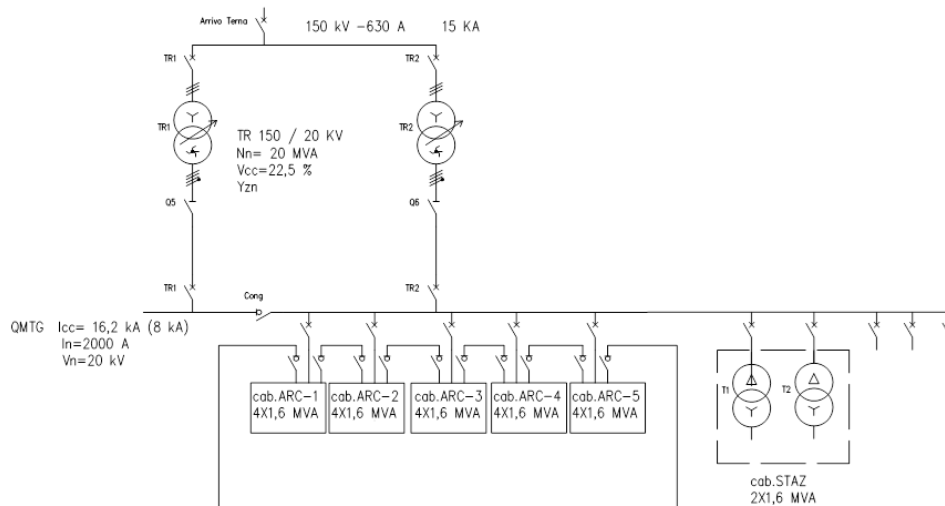 Arrivo Terna
150 kV -630 A 15 KA
TR1
TR2
TR1
TR2
TR 150 / 20 KV
Nn= 20 MVA
Vcc=22,5 %
Yzn
Q5
Q6
TR1
Cong
TR2
QMTG Icc= 16,2 kA (8 kA)
In=2000 A
Vn=20 kV
cab.ARC-1
4X1,6 MVA
cab.ARC-2
4X1,6 MVA
cab.ARC-3
4X1,6 MVA
cab.ARC-4
4X1,6 MVA
cab.ARC-5
4X1,6 MVA
T1
T2
cab.STAZ
2X1,6 MVA